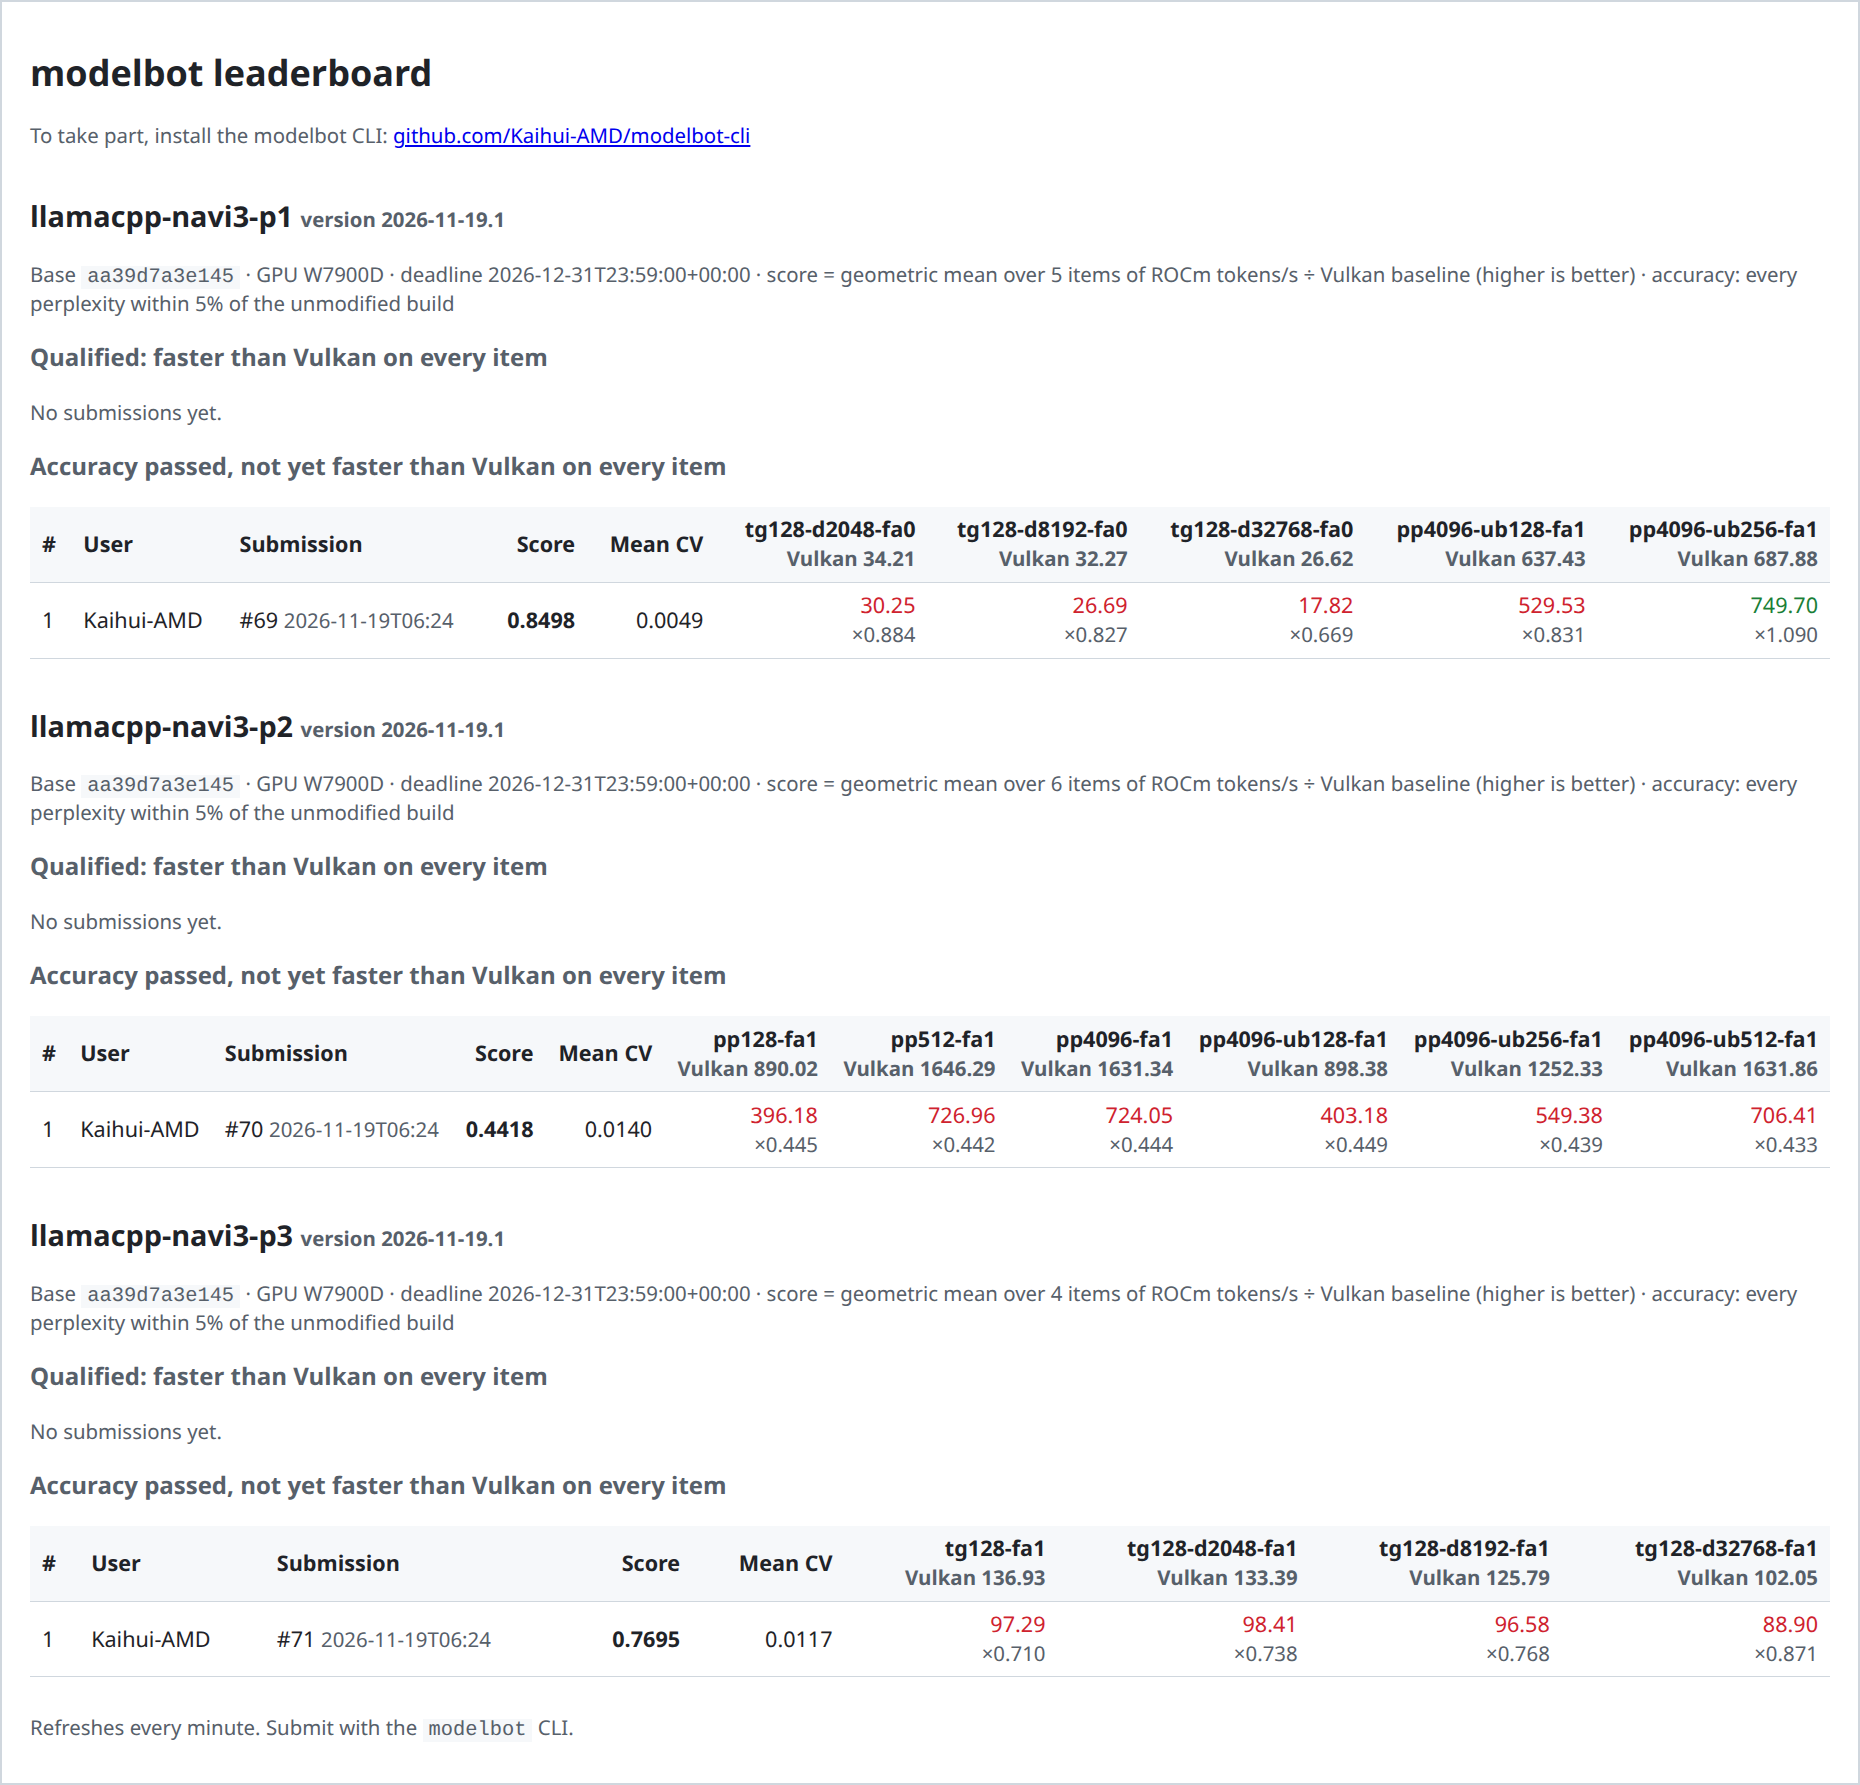 modelbot leaderboard
To take part, install the modelbot CLI: github.com/Kaihui-AMD/modelbot-cli
llamacpp-navi3-p1 version 2026-11-19.1
Base aa39d7a3e145 · GPU W7900D · deadline 2026-12-31T23:59:00+00:00 · score = geometric mean over 5 items of ROCm tokens/s ÷ Vulkan baseline (higher is better) · accuracy: every
perplexity within 5% of the unmodified build
Qualified: faster than Vulkan on every item
No submissions yet.
Accuracy passed, not yet faster than Vulkan on every item
# User Submission Score Mean CV tg128-d2048-fa0 tg128-d8192-fa0 tg128-d32768-fa0 pp4096-ub128-fa1 pp4096-ub256-fa1
Vulkan 34.21 Vulkan 32.27 Vulkan 26.62 Vulkan 637.43 Vulkan 687.88
1 Kaihui-AMD #69 2026-11-19T06:24 0.8498 0.0049 30.25 26.69 17.82 529.53 749.70
×0.884 ×0.827 ×0.669 ×0.831 ×1.090
llamacpp-navi3-p2 version 2026-11-19.1
Base aa39d7a3e145 · GPU W7900D · deadline 2026-12-31T23:59:00+00:00 · score = geometric mean over 6 items of ROCm tokens/s ÷ Vulkan baseline (higher is better) · accuracy: every
perplexity within 5% of the unmodified build
Qualified: faster than Vulkan on every item
No submissions yet.
Accuracy passed, not yet faster than Vulkan on every item
# User Submission Score Mean CV pp128-fa1 pp512-fa1 pp4096-fa1 pp4096-ub128-fa1 pp4096-ub256-fa1 pp4096-ub512-fa1
Vulkan 890.02 Vulkan 1646.29 Vulkan 1631.34 Vulkan 898.38 Vulkan 1252.33 Vulkan 1631.86
1 Kaihui-AMD #70 2026-11-19T06:24 0.4418 0.0140 396.18 726.96 724.05 403.18 549.38 706.41
×0.445 ×0.442 ×0.444 ×0.449 ×0.439 ×0.433
llamacpp-navi3-p3 version 2026-11-19.1
Base aa39d7a3e145 · GPU W7900D · deadline 2026-12-31T23:59:00+00:00 · score = geometric mean over 4 items of ROCm tokens/s ÷ Vulkan baseline (higher is better) · accuracy: every
perplexity within 5% of the unmodified build
Qualified: faster than Vulkan on every item
No submissions yet.
Accuracy passed, not yet faster than Vulkan on every item
# User Submission Score Mean CV tg128-fa1 tg128-d2048-fa1 tg128-d8192-fa1 tg128-d32768-fa1
Vulkan 136.93 Vulkan 133.39 Vulkan 125.79 Vulkan 102.05
1 Kaihui-AMD #71 2026-11-19T06:24 0.7695 0.0117 97.29 98.41 96.58 88.90
×0.710 ×0.738 ×0.768 ×0.871
Refreshes every minute. Submit with the modelbot CLI.